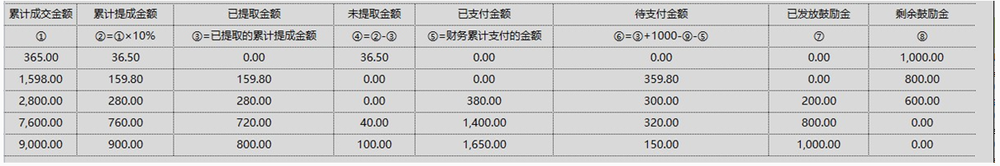 累计成交金额 累计提成金额 已提取金额 未提取金额 已支付金额 待支付金额 已发放鼓励金 剩余鼓励金
① ②=①×10% ③=已提取的累计提成金额 ④=②-③ ⑤=财务累计支付的金额 ⑥=③+1000-⑨-⑤ ⑦ ⑧
365.00 36.50 0.00 36.50 0.00 0.00 0.00 1,000.00
1,598.00 159.80 159.80 0.00 0.00 359.80 0.00 800.00
2,800.00 280.00 280.00 0.00 380.00 300.00 200.00 600.00
7,600.00 760.00 720.00 40.00 1,400.00 320.00 800.00 0.00
9,000.00 900.00 800.00 100.00 1,650.00 150.00 1,000.00 0.00